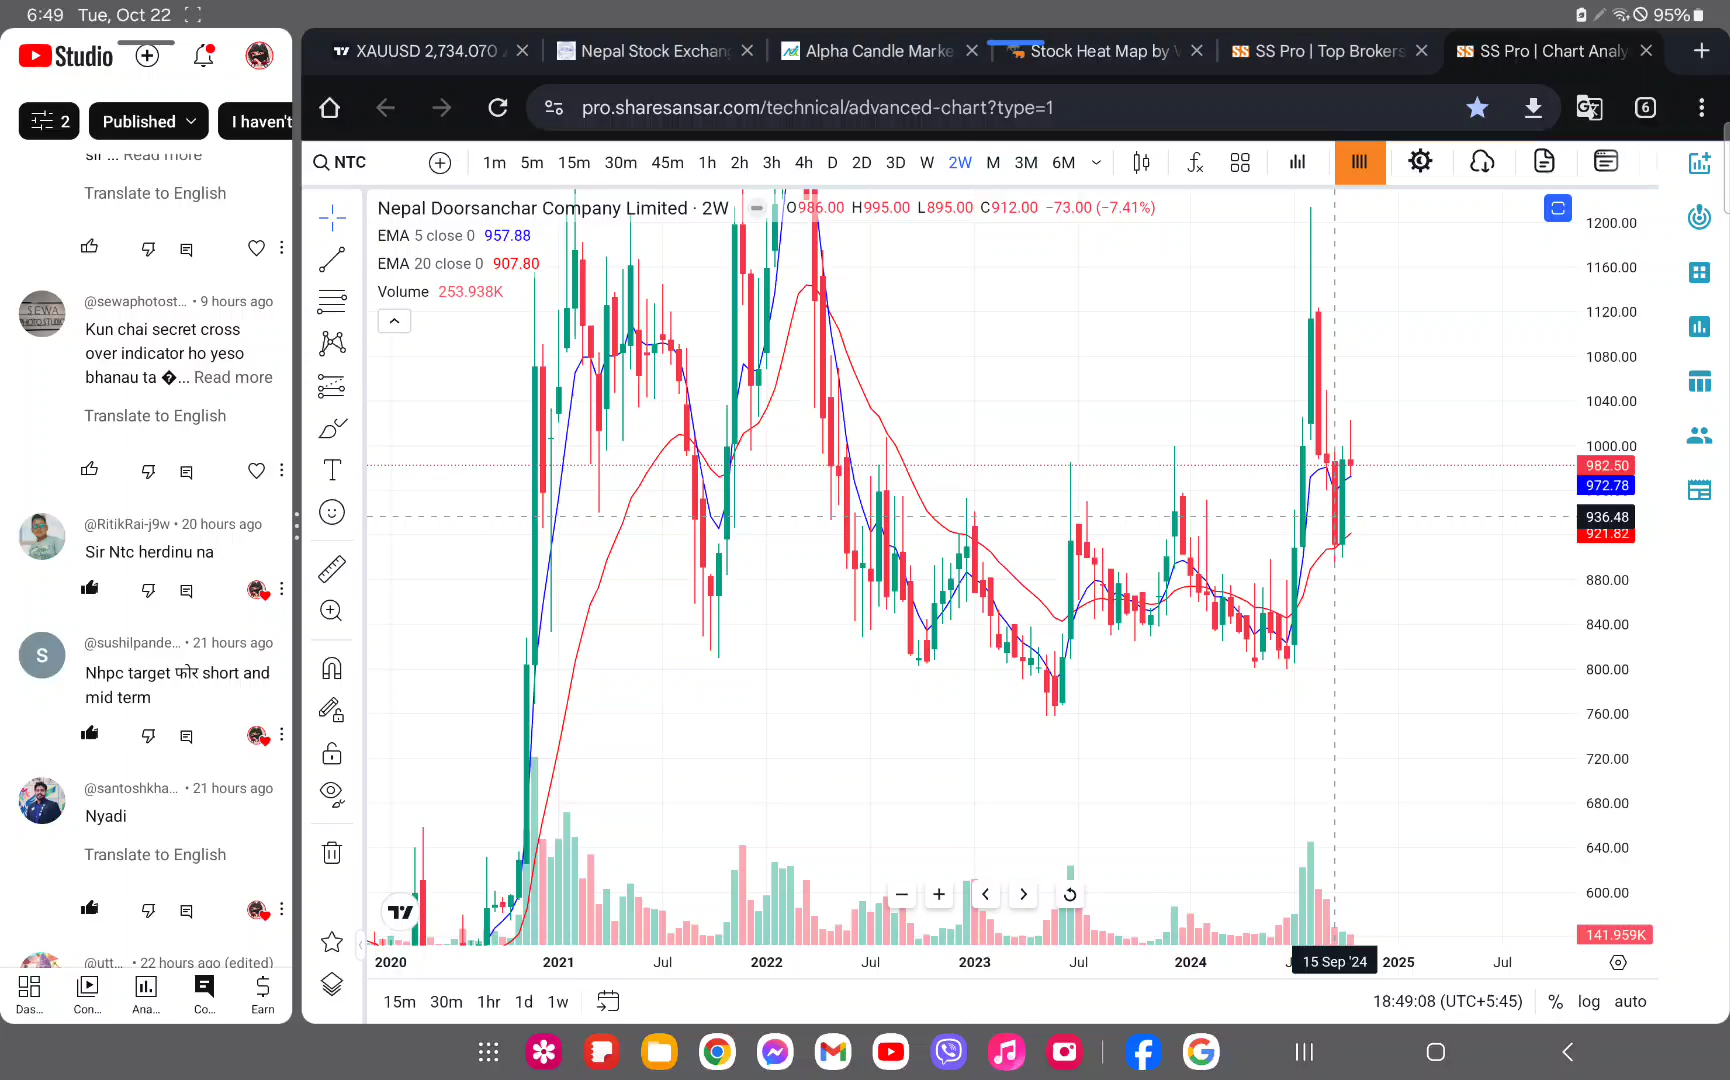 6:49 Tue, Oct 22
95%
Studio
2
Published
I haven't
sir ... Read more
Translate to English
@sewaphotost... • 9 hours ago
Kun chai secret cross
over indicator ho yeso
bhanau ta �... Read more
Translate to English
@RitikRai-j9w • 20 hours ago
Sir Ntc herdinu na
S
@sushilpande... • 21 hours ago
Nhpc target फोर short and
mid term
@santoshkha... • 21 hours ago
Nyadi
Translate to English
@utt... • 22 hours ago (edited)
Das...
Con...
Ana...
Co...
Earn
XAUUSD 2,734.070
Nepal Stock Exchan
Alpha Candle Marke
Stock Heat Map by
SS Pro | Top Brokers
SS Pro | Chart Analy
pro.sharesansar.com/technical/advanced-chart?type=1
6
NTC
1m 5m 15m 30m 45m 1h 2h 3h 4h D 2D 3D W 2W M 3M 6M
Nepal Doorsanchar Company Limited · 2W
O986.00 H995.00 L895.00 C912.00 −73.00 (−7.41%)
EMA 5 close 0 957.88
EMA 20 close 0 907.80
Volume 253.938K
1200.00
1160.00
1120.00
1080.00
1040.00
1000.00
982.50
972.78
936.48
921.82
880.00
840.00
800.00
760.00
720.00
680.00
640.00
600.00
141.959K
2020 2021 Jul 2022 Jul 2023 Jul 2024 15 Sep '24 2025 Jul
15m 30m 1hr 1d 1w
18:49:08 (UTC+5:45) % log auto